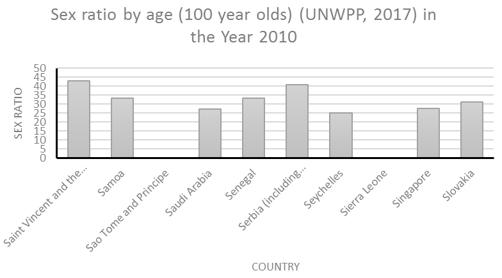 Sex ratio by age (100 year olds) (UNWPP, 2017) in
the Year 2010
SEX RATIO
50
45
40
35
30
25
20
15
10
5
0
Saint Vincent and the...
Samoa
Sao Tome and Principe
Saudi Arabia
Senegal
Serbia (including...
Seychelles
Sierra Leone
Singapore
Slovakia
COUNTRY